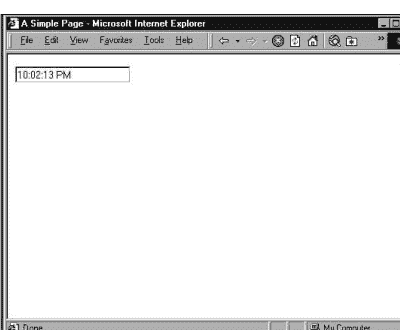 A Simple Page - Microsoft Internet Explorer
File Edit View Favorites Tools Help
10:02:13 PM
Done My Computer